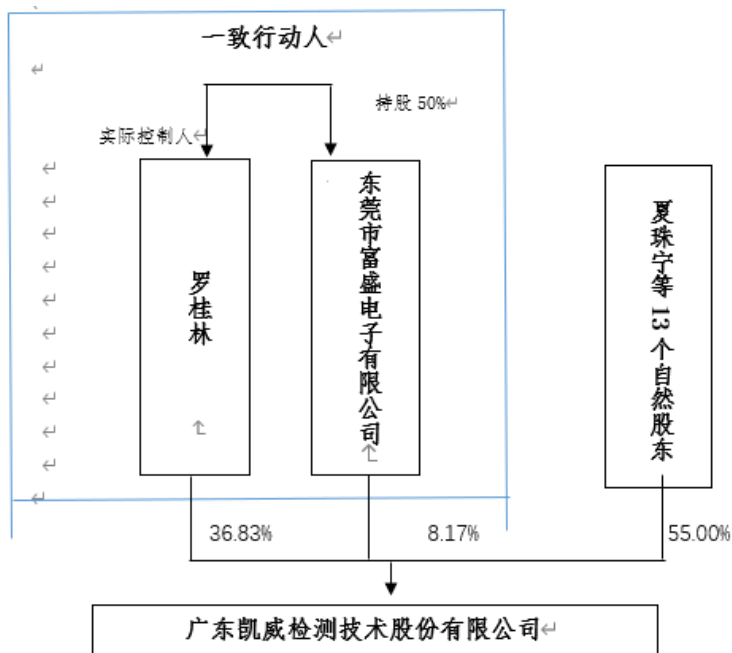 一致行动人
持股 50%
实际控制人
罗桂林
东莞市富盛电子有限公司
夏珠宁等 13 个自然股东
36.83%
8.17%
55.00%
广东凯威检测技术股份有限公司